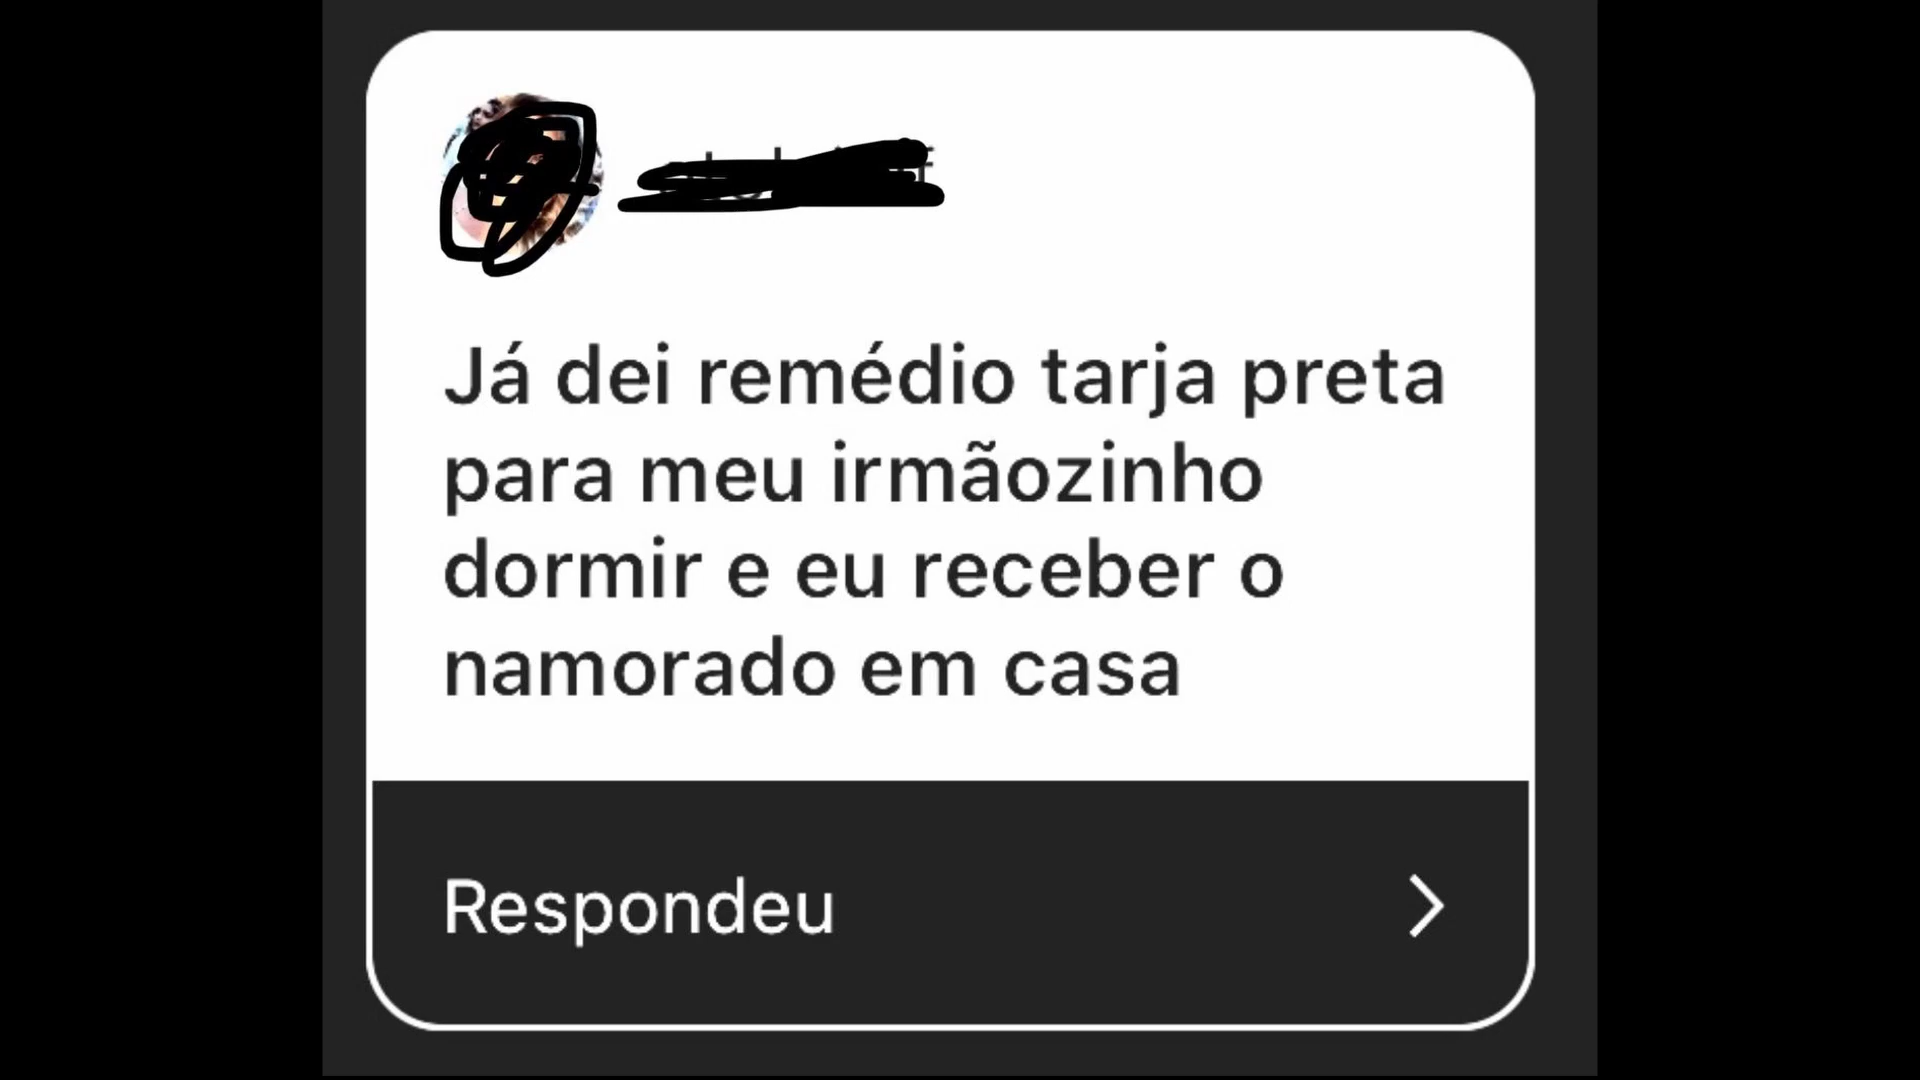 Já dei remédio tarja preta
para meu irmãozinho
dormir e eu receber o
namorado em casa
Respondeu